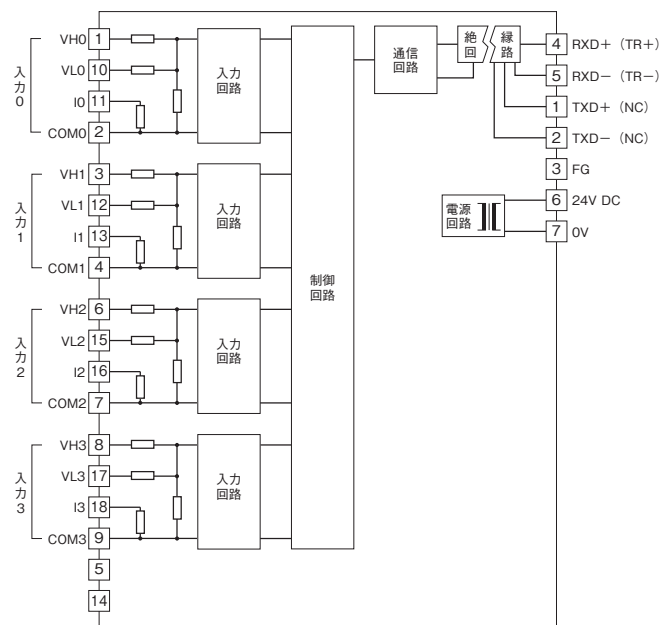 入力0
VH0 1
VL0 10
I0 11
COM0 2
入力回路
入力1
VH1 3
VL1 12
I1 13
COM1 4
入力回路
入力2
VH2 6
VL2 15
I2 16
COM2 7
入力回路
入力3
VH3 8
VL3 17
I3 18
COM3 9
入力回路
5
14
制御回路
通信回路
絶縁
回路
4 RXD+（TR+）
5 RXD−（TR−）
1 TXD+（NC）
2 TXD−（NC）
3 FG
電源回路
6 24V DC
7 0V